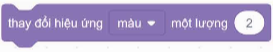 thay đổi hiệu ứng màu một lượng 2